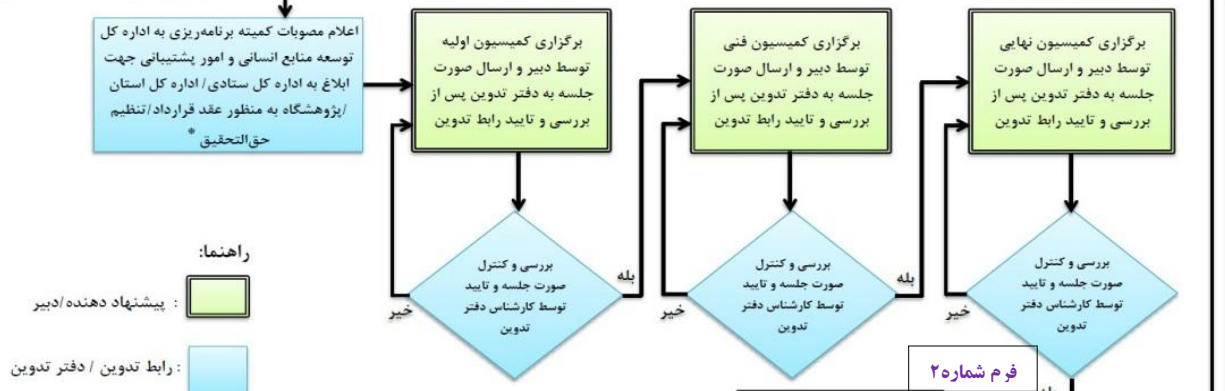 اعلام مصوبات کمیته برنامه‌ریزی به اداره کل
توسعه منابع انسانی و امور پشتیبانی جهت
ابلاغ به اداره کل ستادی/ اداره کل استان
/پژوهشگاه به منظور عقد قرارداد/تنظیم
حق‌التحقیق *
برگزاری کمیسیون اولیه
توسط دبیر و ارسال صورت
جلسه به دفتر تدوین پس از
بررسی و تایید رابط تدوین
برگزاری کمیسیون فنی
توسط دبیر و ارسال صورت
جلسه به دفتر تدوین پس از
بررسی و تایید رابط تدوین
برگزاری کمیسیون نهایی
توسط دبیر و ارسال صورت
جلسه به دفتر تدوین پس از
بررسی و تایید رابط تدوین
بررسی و کنترل
صورت جلسه و تایید
توسط کارشناس دفتر
تدوین
بله
خیر
بررسی و کنترل
صورت جلسه و تایید
توسط کارشناس دفتر
تدوین
بله
خیر
بررسی و کنترل
صورت جلسه و تایید
توسط کارشناس دفتر
تدوین
خیر
راهنما:
: پیشنهاد دهنده/دبیر
: رابط تدوین / دفتر تدوین
فرم شماره۲